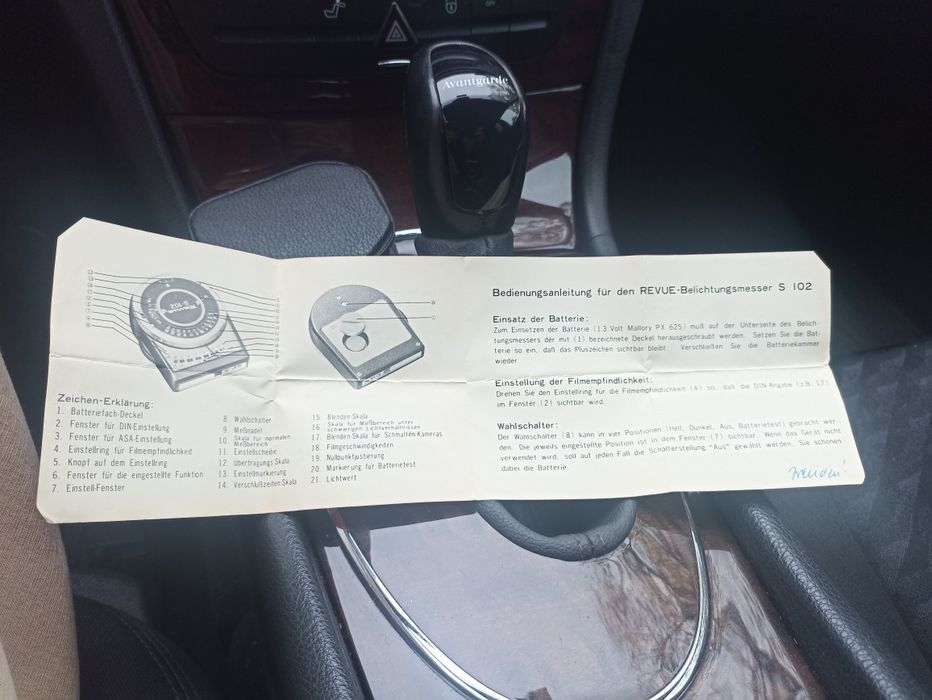 OFF
Avantgarde
Zeichen-Erklärung:
1. Batteriefach-Deckel
2. Fenster für DIN-Einstellung
3. Fenster für ASA-Einstellung
4. Einstellring für Filmempfindlichkeit
5. Knopf auf dem Einstellring
6. Fenster für die eingestellte Funktion
7. Einstell-Fenster
8. Wahlschalter
9. Meßnadel
10. Skala für normalen
Meßbereich
11. Einstellscheibe
12. Übertragungs Skala
13. Einstellmarkierung
14. Verschlußzeiten-Skala
15. Blenden-Skala
16. Skala für Meßbereich unter
schwierigen Lichtverhältnissen
17. Blenden-Skala für Schmalfilm-Kameras
18. Filmgeschwindigkeiten
19. Nullpunktjustierung
20. Markierung für Batterietest
21. Lichtwert
Bedienungsanleitung für den REVUE-Belichtungsmesser S 102
Einsatz der Batterie:
Zum Einsetzen der Batterie (1.3 Volt Mallory PX 625) muß auf der Unterseite des Belich-
tungsmessers der mit (1) bezeichnete Deckel herausgeschraubt werden. Setzen Sie die Bat-
terie so ein, daß das Pluszeichen sichtbar bleibt. Verschließen Sie die Batteriekammer
wieder.
Einstellung der Filmempfindlichkeit:
Drehen Sie den Einstellring für die Filmempfindlichkeit (4) so, daß die DIN-Angabe (z.B. 17)
im Fenster (2) sichtbar wird.
Wahlschalter:
Der Wahlschalter (8) kann in vier Positionen (Hell, Dunkel, Aus, Batterietest) gebracht wer-
den. Die jeweils eingestellte Position ist in dem Fenster (7) sichtbar. Wenn das Gerät nicht
verwendet wird, soll auf jeden Fall die Schalterstellung "Aus" gewählt werden. Sie schonen
dabei die Batterie.